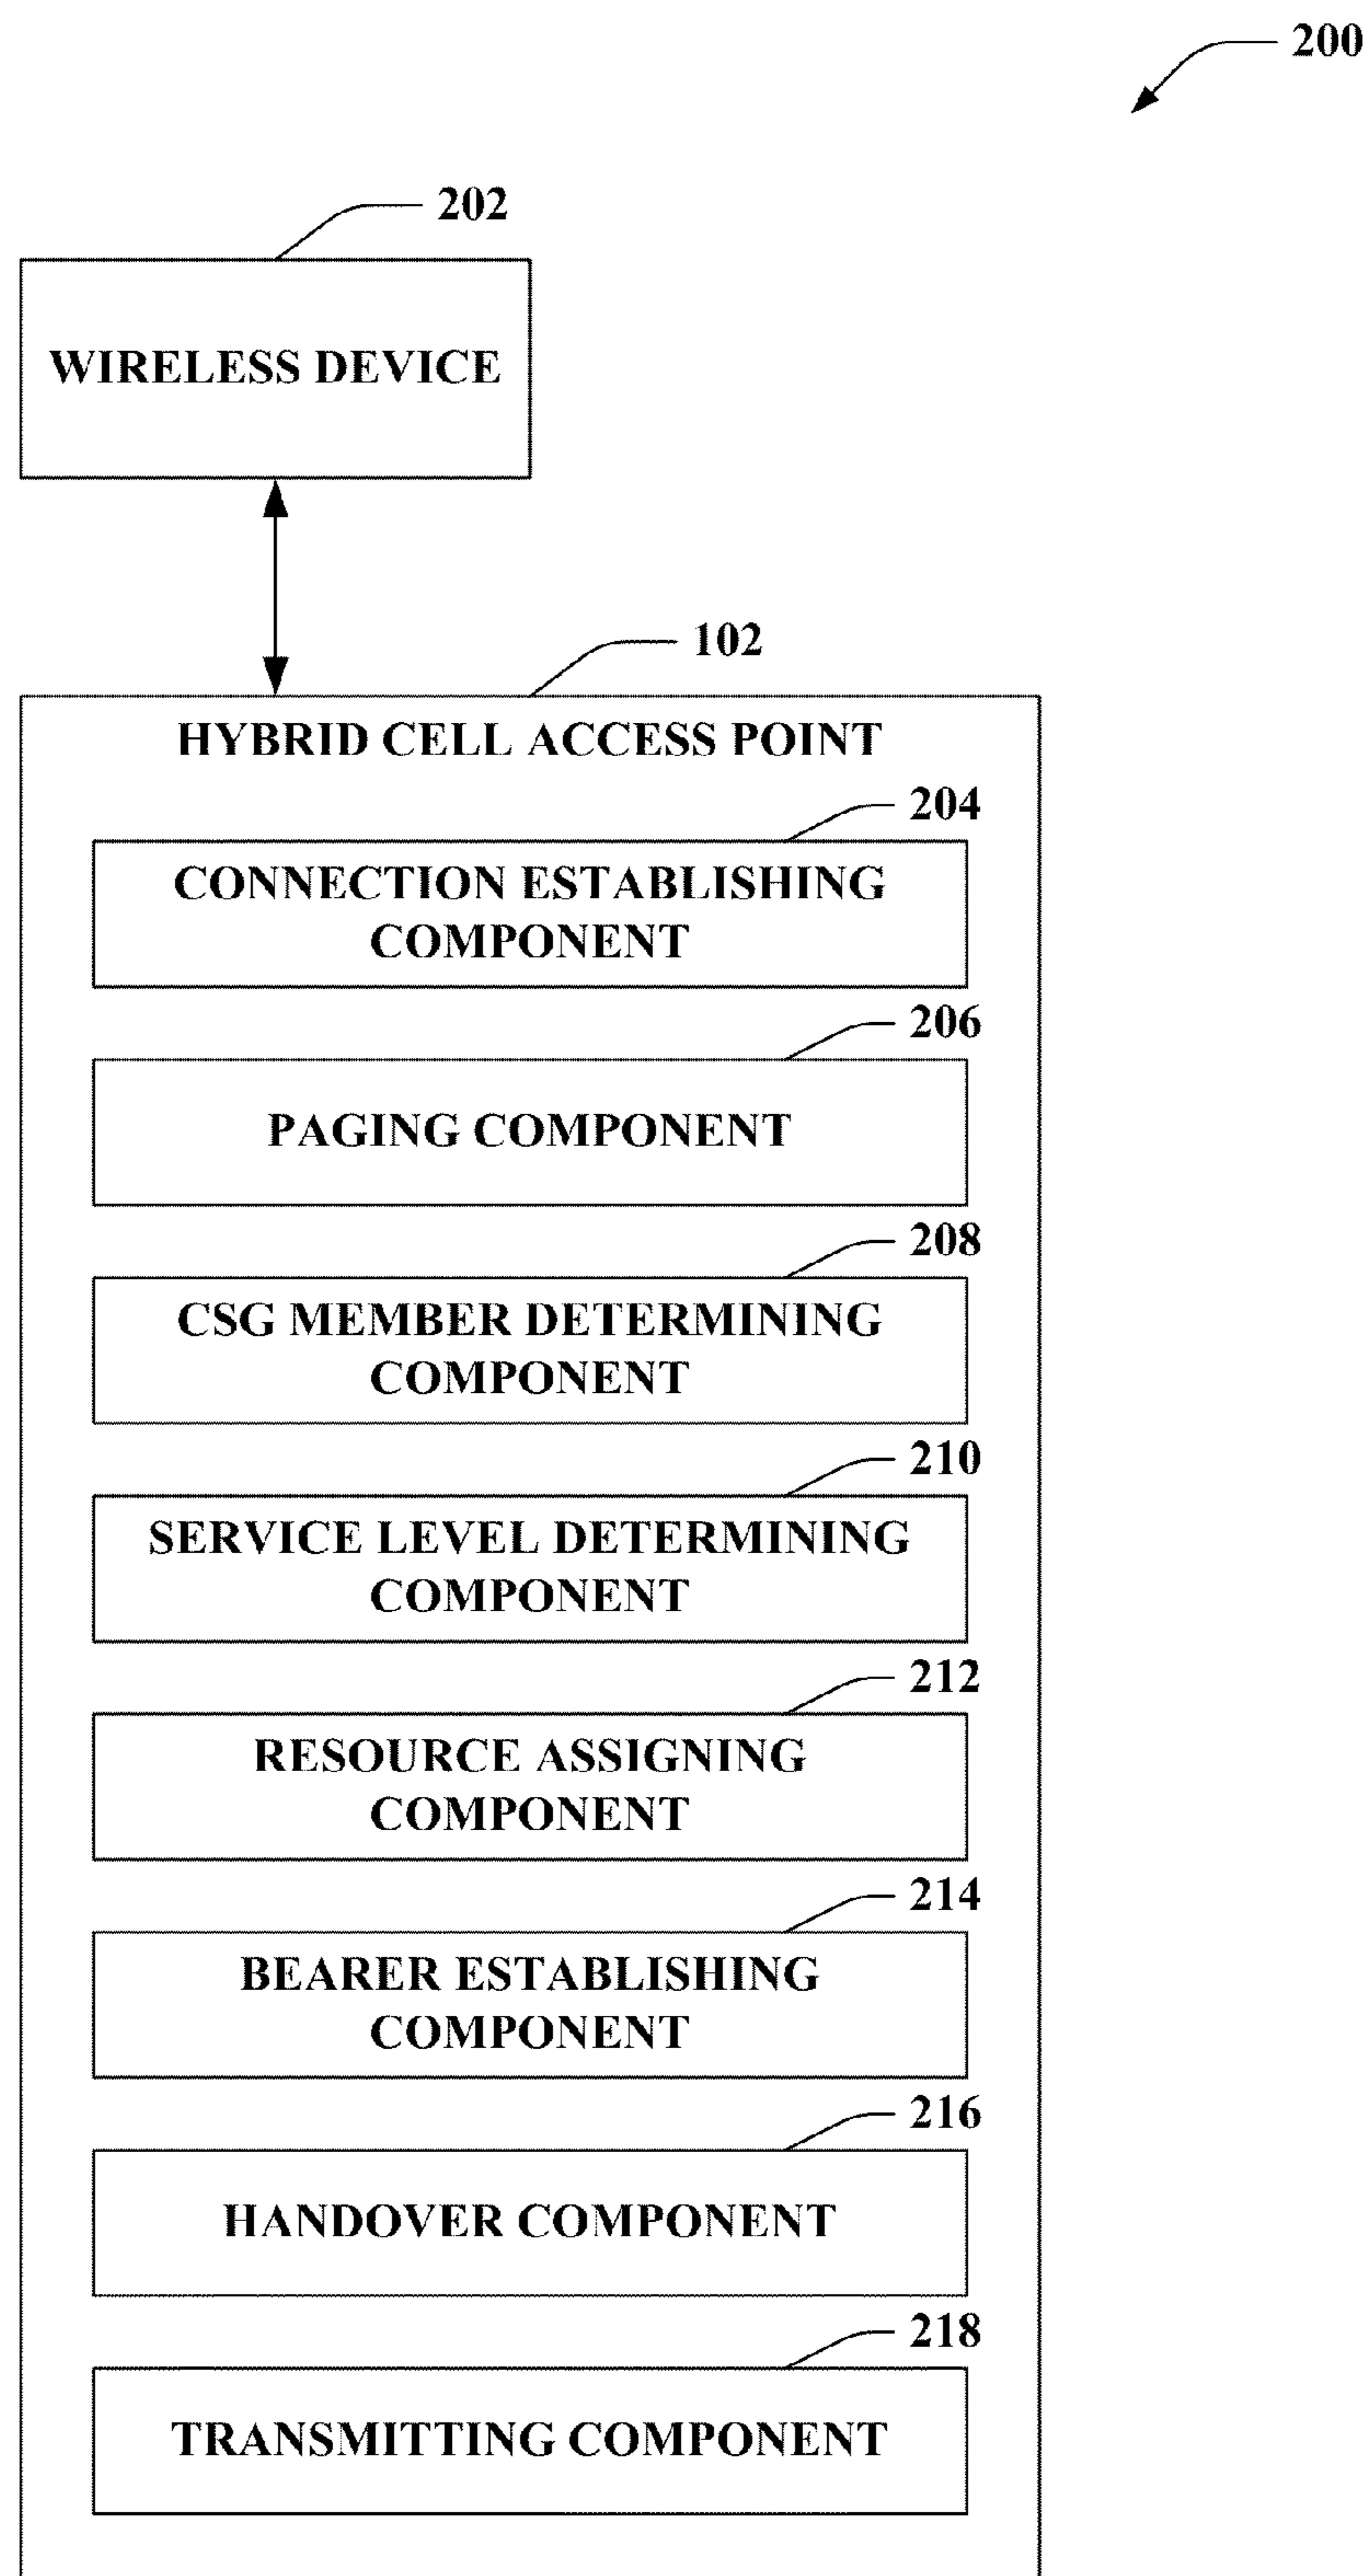 200
202
WIRELESS DEVICE
102
HYBRID CELL ACCESS POINT
204
CONNECTION ESTABLISHING
COMPONENT
206
PAGING COMPONENT
208
CSG MEMBER DETERMINING
COMPONENT
210
SERVICE LEVEL DETERMINING
COMPONENT
212
RESOURCE ASSIGNING
COMPONENT
214
BEARER ESTABLISHING
COMPONENT
216
HANDOVER COMPONENT
218
TRANSMITTING COMPONENT